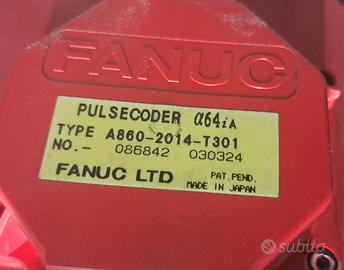 FANUC
PULSECODER α64iA
TYPE A860-2014-T301
NO.- 086842 030324
FANUC LTD PAT. PEND.
MADE IN JAPAN
subito